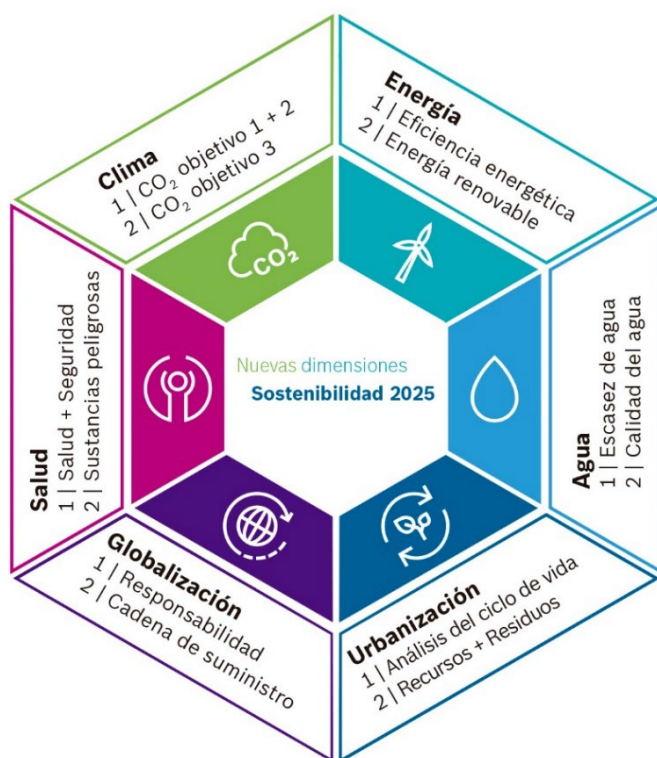 Clima
1 | CO₂ objetivo 1 + 2
2 | CO₂ objetivo 3
Energía
1 | Eficiencia energética
2 | Energía renovable
Agua
1 | Escasez de agua
2 | Calidad del agua
Urbanización
1 | Análisis del ciclo de vida
2 | Recursos + Residuos
Globalización
1 | Responsabilidad
2 | Cadena de suministro
Salud
1 | Salud + Seguridad
2 | Sustancias peligrosas
CO₂
Nuevas dimensiones
Sostenibilidad 2025